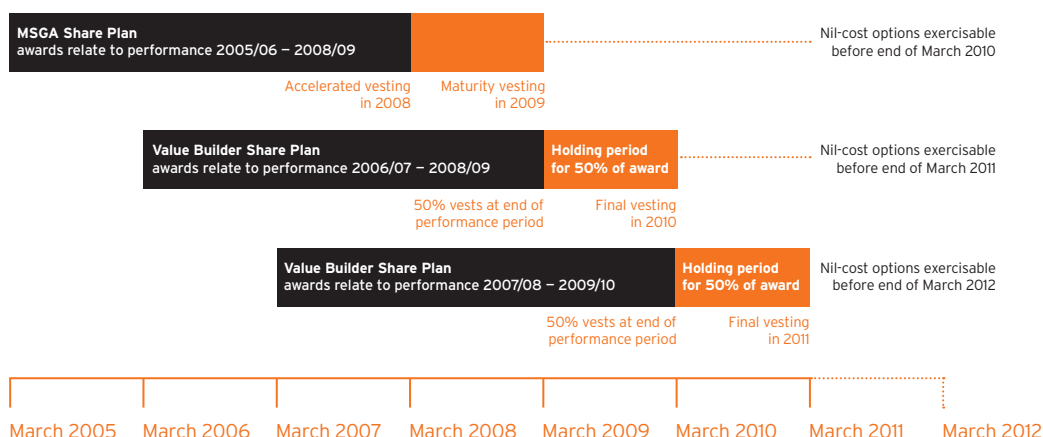 MSGA Share Plan
awards relate to performance 2005/06 – 2008/09
Nil-cost options exercisable
before end of March 2010
Accelerated vesting
in 2008
Maturity vesting
in 2009
Value Builder Share Plan
awards relate to performance 2006/07 – 2008/09
Holding period
for 50% of award
Nil-cost options exercisable
before end of March 2011
50% vests at end of
performance period
Final vesting
in 2010
Value Builder Share Plan
awards relate to performance 2007/08 – 2009/10
Holding period
for 50% of award
Nil-cost options exercisable
before end of March 2012
50% vests at end of
performance period
Final vesting
in 2011
March 2005 March 2006 March 2007 March 2008 March 2009 March 2010 March 2011 March 2012